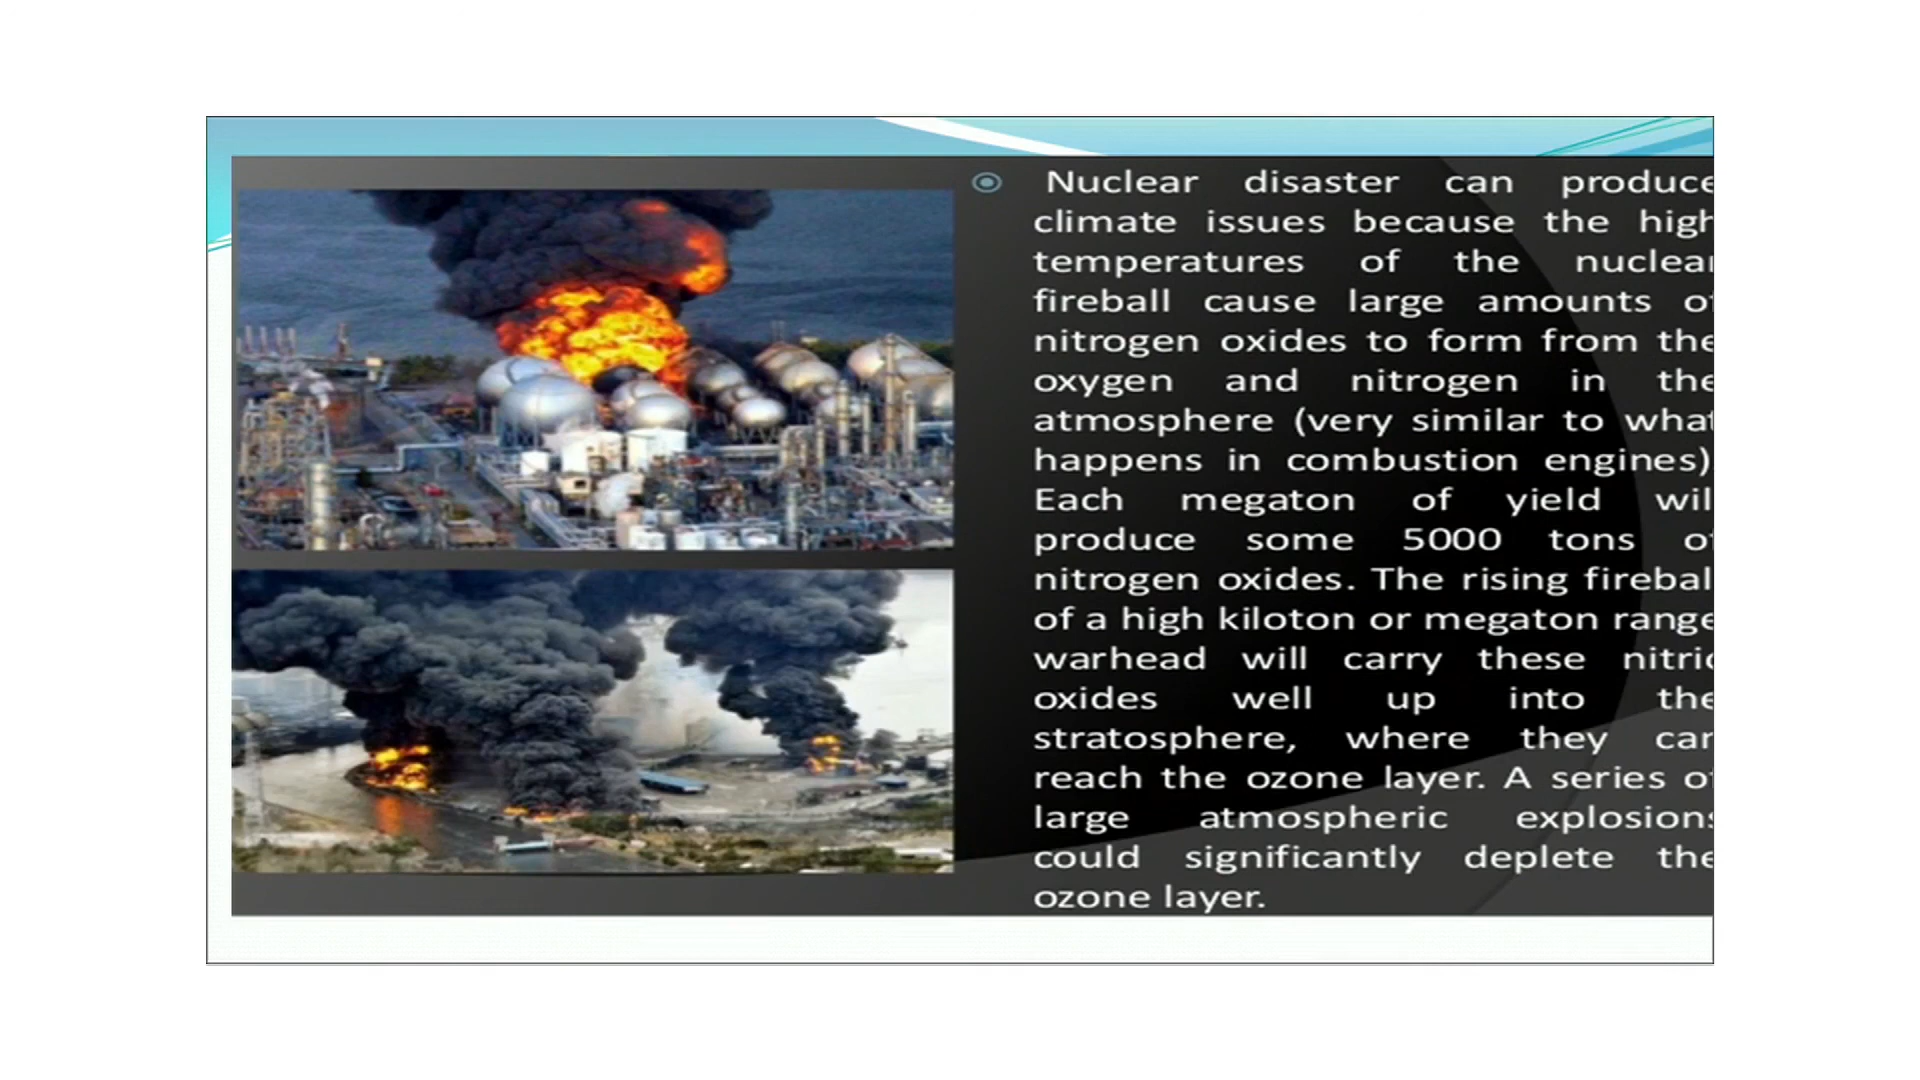 Nuclear disaster can produce
climate issues because the high
temperatures of the nuclear
fireball cause large amounts of
nitrogen oxides to form from the
oxygen and nitrogen in the
atmosphere (very similar to what
happens in combustion engines).
Each megaton of yield will
produce some 5000 tons of
nitrogen oxides. The rising fireball
of a high kiloton or megaton range
warhead will carry these nitric
oxides well up into the
stratosphere, where they can
reach the ozone layer. A series of
large atmospheric explosions
could significantly deplete the
ozone layer.